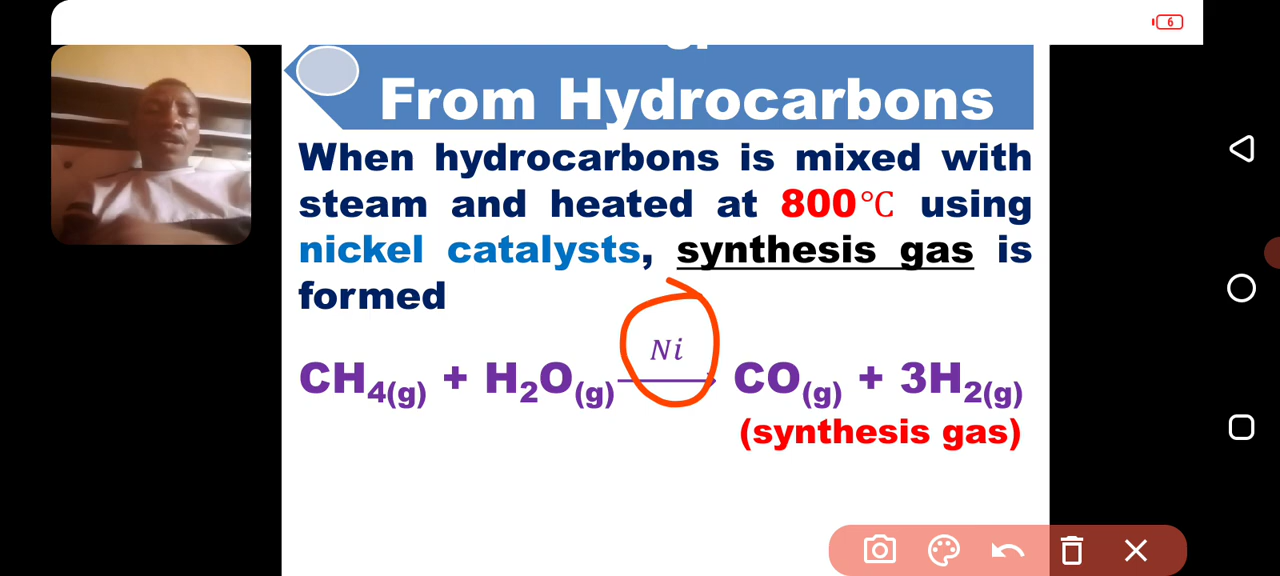 6
From Hydrocarbons
When hydrocarbons is mixed with
steam and heated at 800℃ using
nickel catalysts, synthesis gas is
formed
Ni
CH₄(g) + H₂O(g) → CO(g) + 3H₂(g)
(synthesis gas)